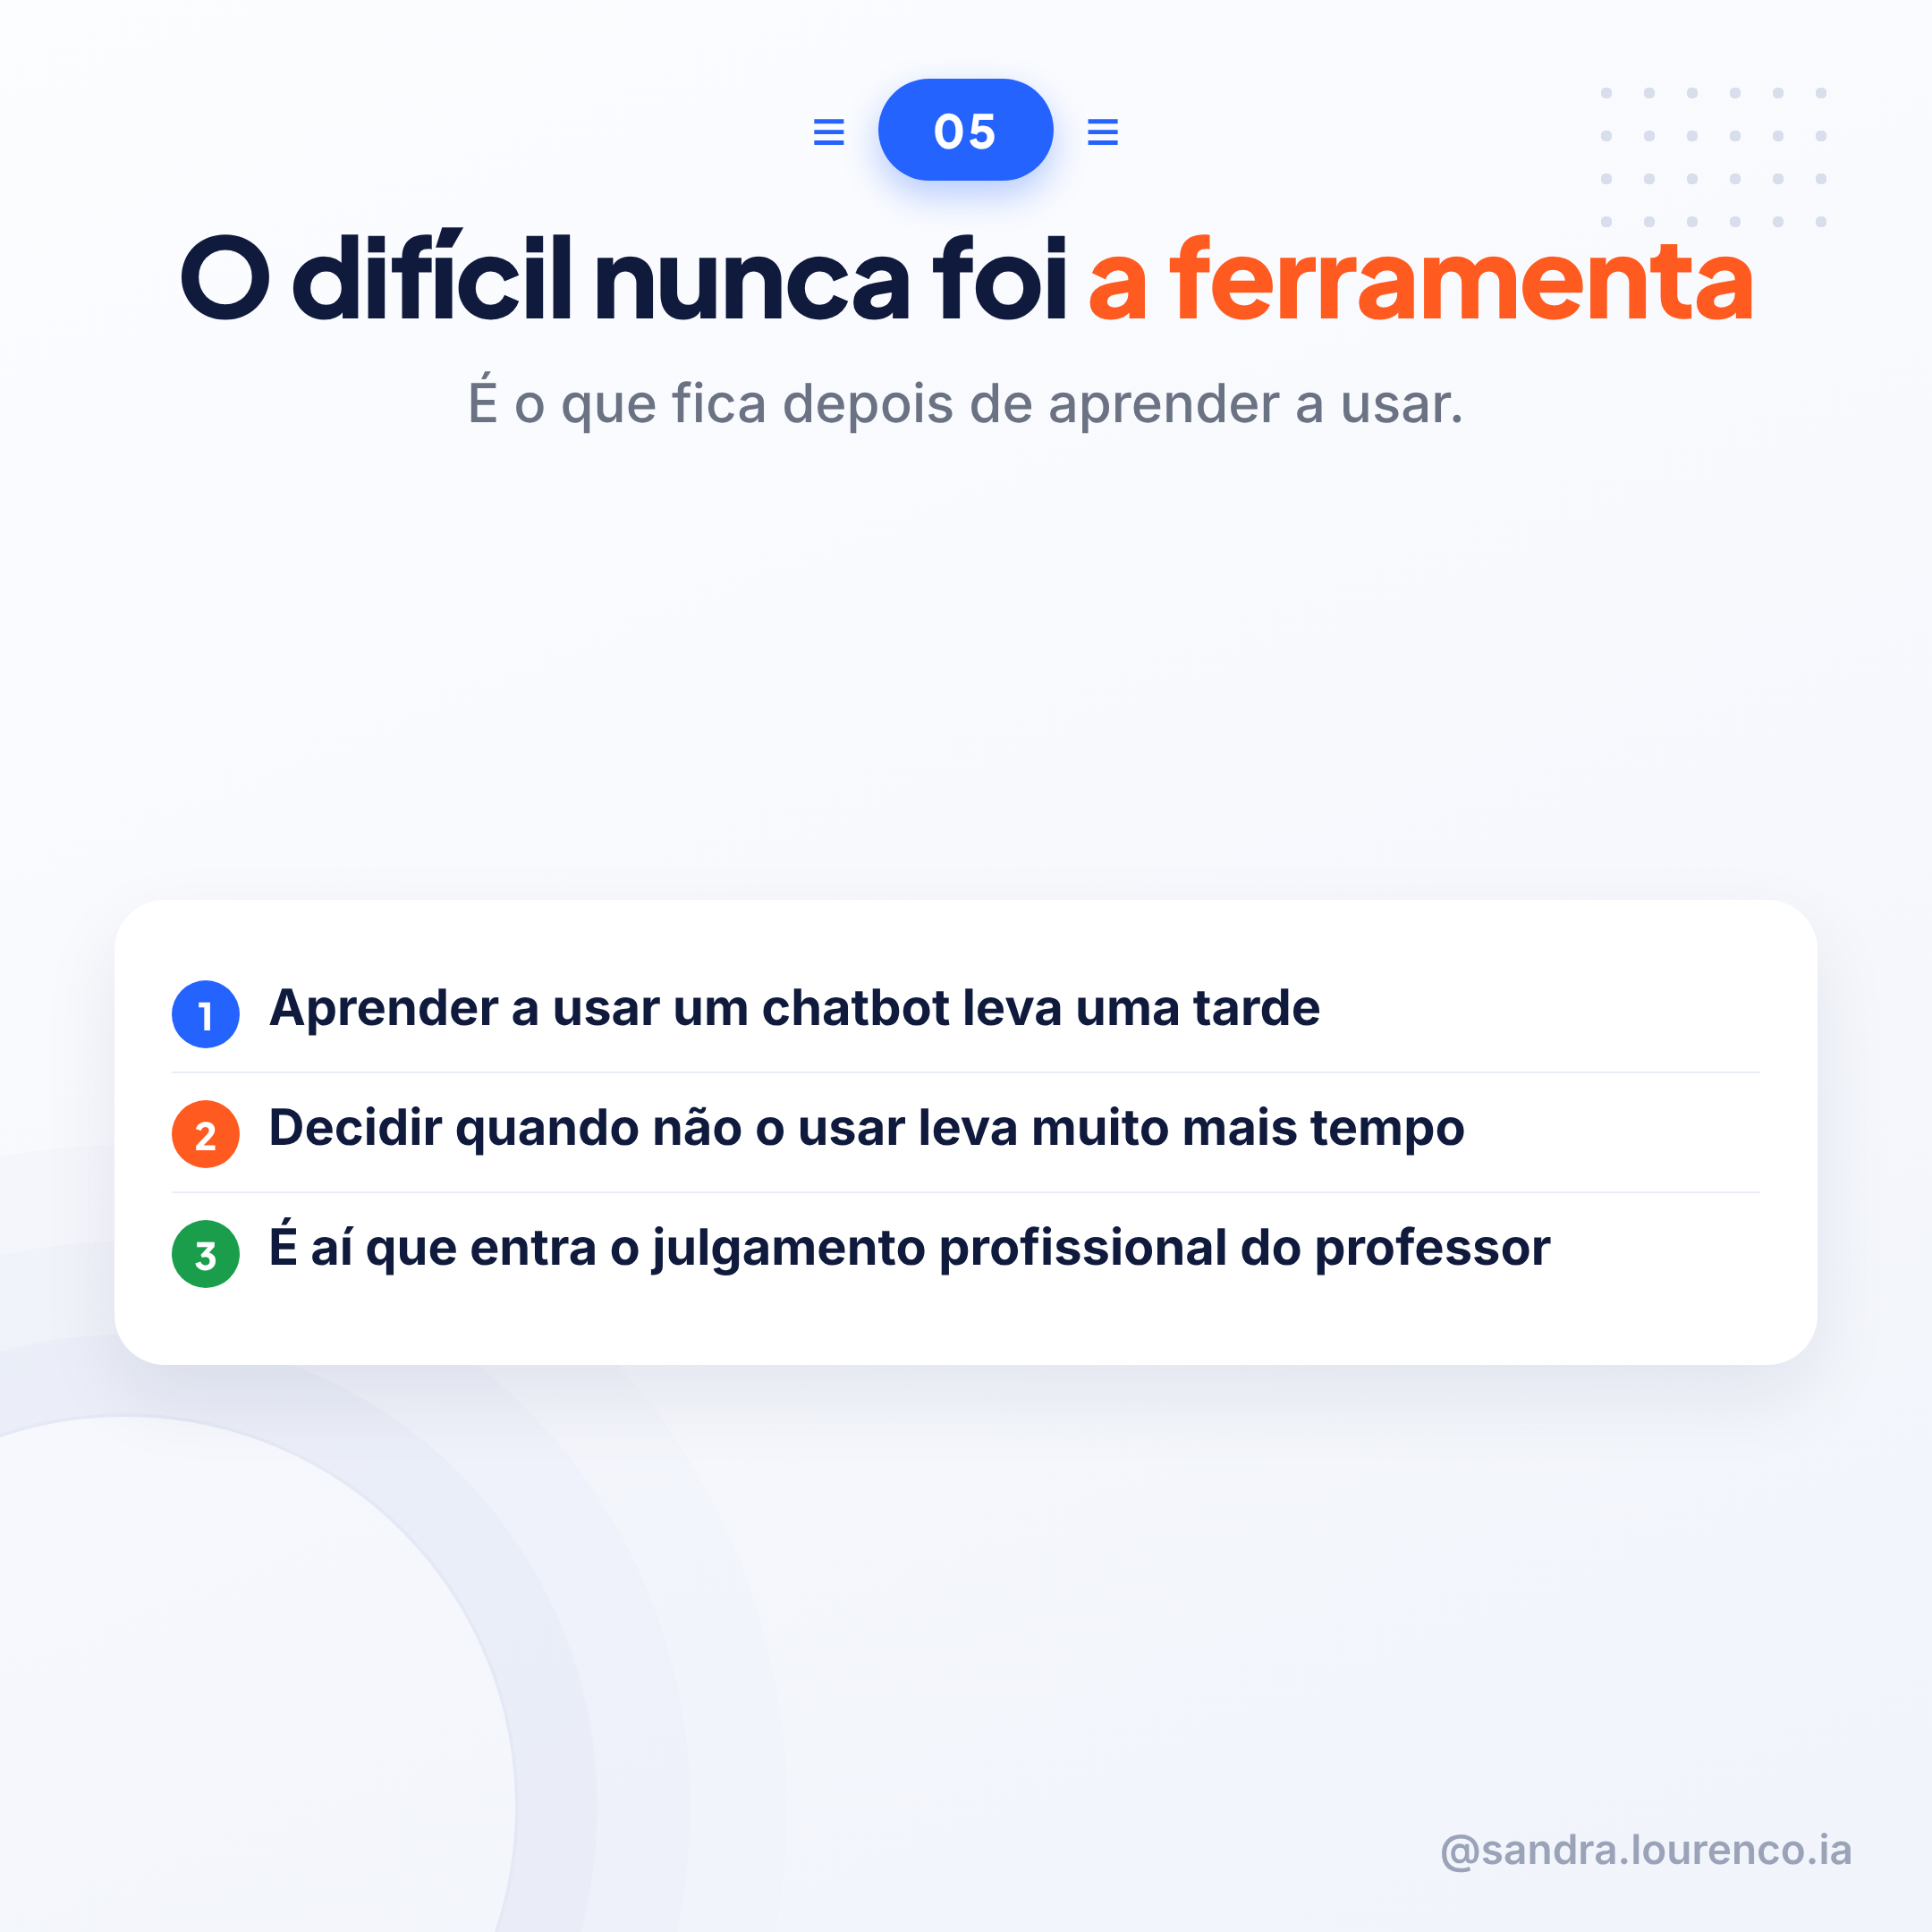 05
O difícil nunca foi a ferramenta
É o que fica depois de aprender a usar.
1 Aprender a usar um chatbot leva uma tarde
2 Decidir quando não o usar leva muito mais tempo
3 É aí que entra o julgamento profissional do professor
@sandra.lourenco.ia